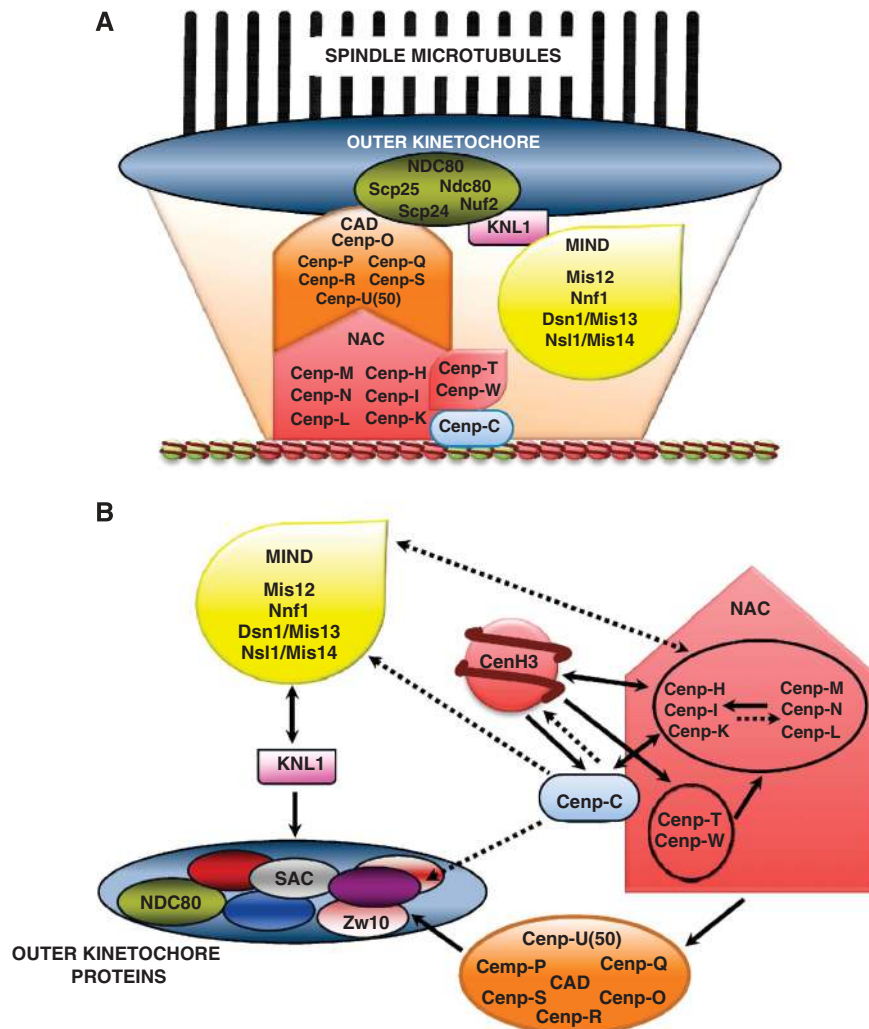 A
SPINDLE MICROTUBULES
OUTER KINETOCHORE
NDC80
Scp25 Ndc80
Scp24 Nuf2
KNL1
CAD
Cenp-O
Cenp-P Cenp-Q
Cenp-R Cenp-S
Cenp-U(50)
MIND
Mis12
Nnf1
Dsn1/Mis13
Nsl1/Mis14
NAC
Cenp-M Cenp-H
Cenp-N Cenp-I
Cenp-L Cenp-K
Cenp-T
Cenp-W
Cenp-C
B
MIND
Mis12
Nnf1
Dsn1/Mis13
Nsl1/Mis14
CenH3
NAC
Cenp-H Cenp-M
Cenp-I Cenp-N
Cenp-K Cenp-L
KNL1
Cenp-C
Cenp-T
Cenp-W
SAC
NDC80
Zw10
OUTER KINETOCHORE
PROTEINS
Cenp-U(50)
Cemp-P Cenp-Q
CAD
Cenp-S Cenp-O
Cenp-R